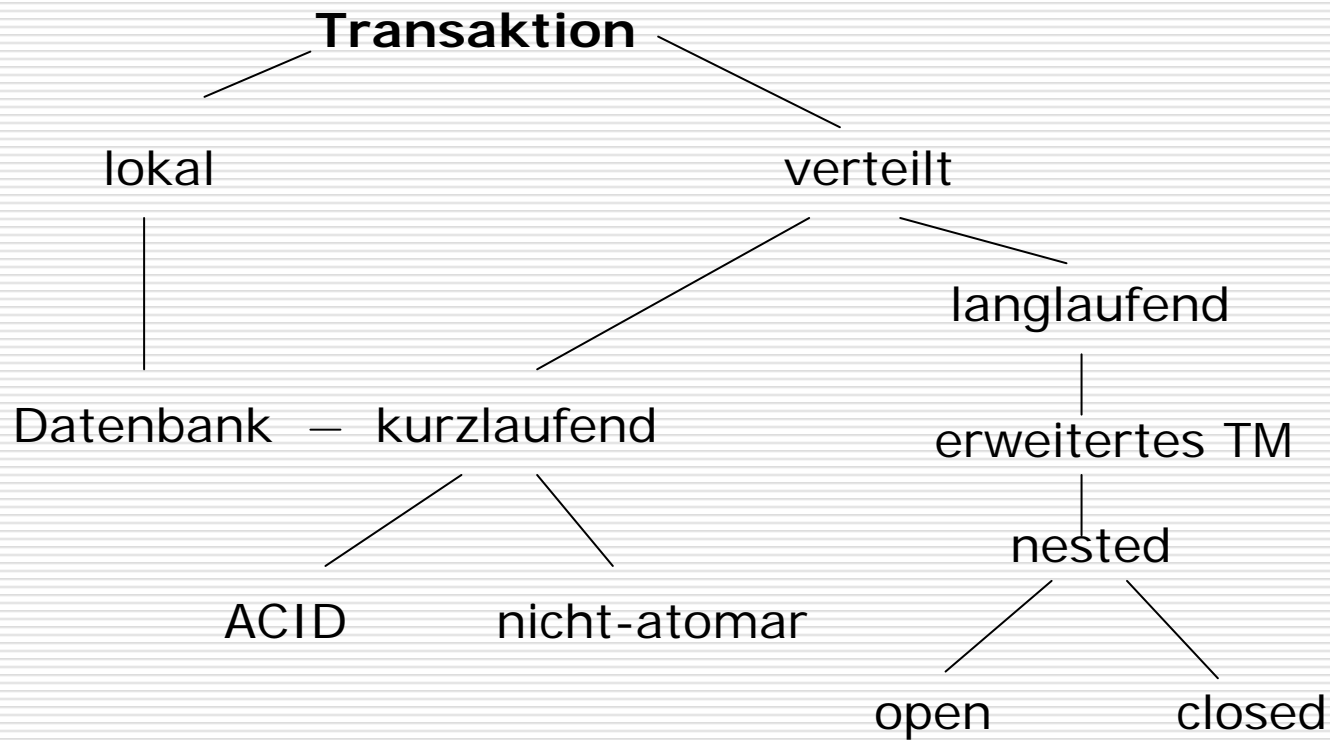 Transaktion
lokal
verteilt
langlaufend
Datenbank – kurzlaufend
erweitertes TM
nested
ACID
nicht-atomar
open
closed